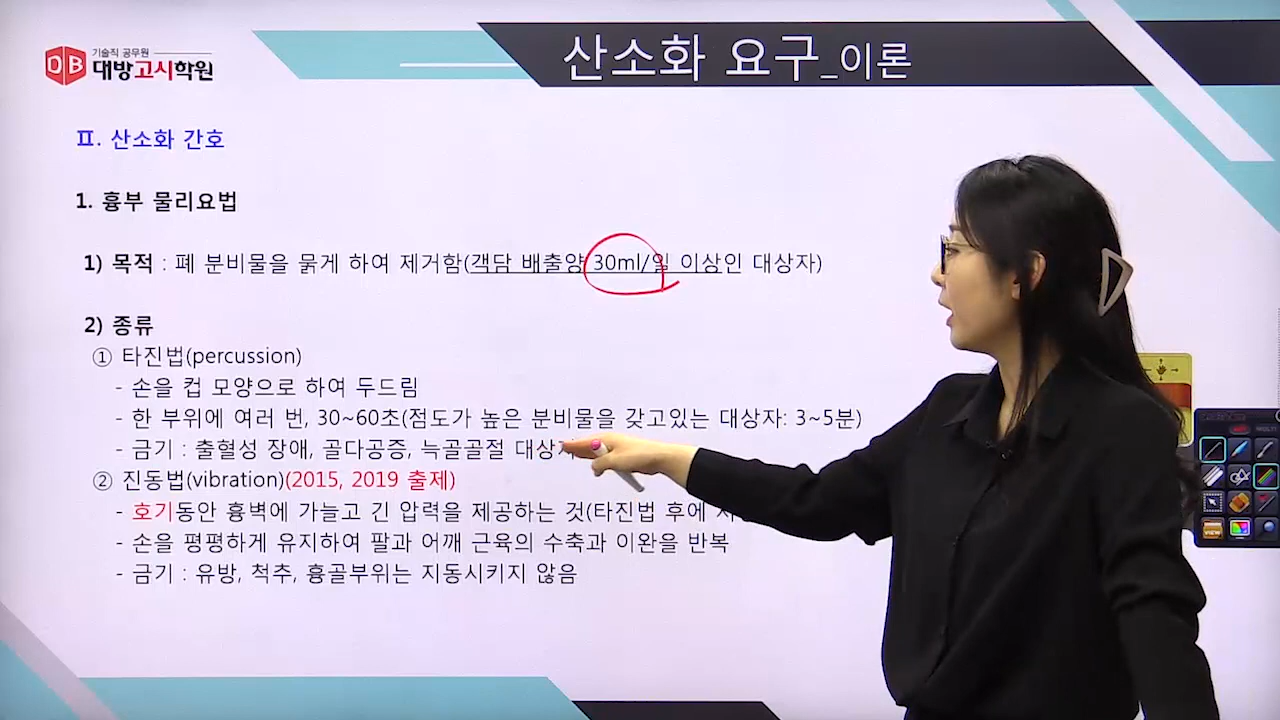 기술직 공무원
DB 대방고시학원
산소화 요구_이론
Ⅱ. 산소화 간호
1. 흉부 물리요법
1) 목적 : 폐 분비물을 묽게 하여 제거함(객담 배출양 30ml/일 이상인 대상자)
2) 종류
① 타진법(percussion)
- 손을 컵 모양으로 하여 두드림
- 한 부위에 여러 번, 30~60초(점도가 높은 분비물을 갖고있는 대상자: 3~5분)
- 금기 : 출혈성 장애, 골다공증, 늑골골절
② 진동법(vibration)(2015, 2019 출제)
- 호기동안 흉벽에 가늘고 긴 압력을 제공하는 것(타진법 후에
- 손을 평평하게 유지하여 팔과 어깨 근육의 수축과 이완을 반복
- 금기 : 유방, 척추, 흉골부위는 지동시키지 않음
VIEW